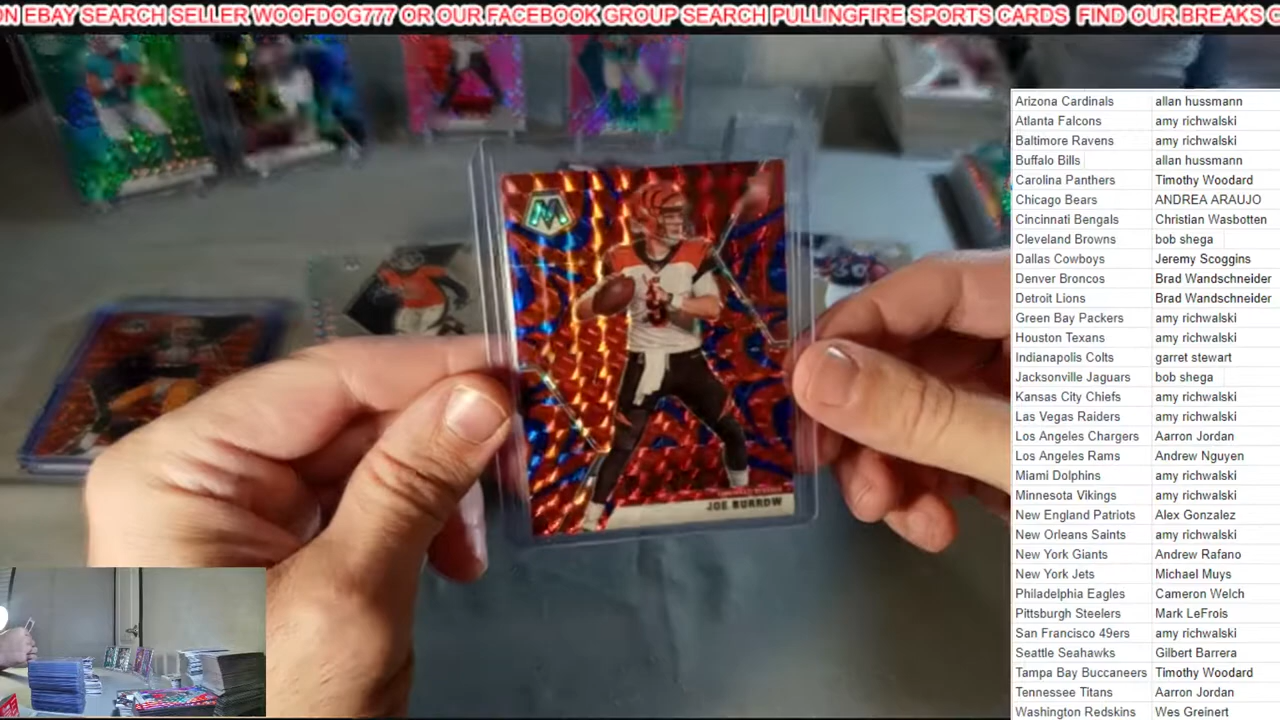 ON EBAY SEARCH SELLER WOOFDOG777 OR OUR FACEBOOK GROUP SEARCH PULLINGFIRE SPORTS CARDS FIND OUR BREAKS
Arizona Cardinals allan hussmann
Atlanta Falcons amy richwalski
Baltimore Ravens amy richwalski
Buffalo Bills allan hussmann
Carolina Panthers Timothy Woodard
Chicago Bears ANDREA ARAUJO
Cincinnati Bengals Christian Wasbotten
Cleveland Browns bob shega
Dallas Cowboys Jeremy Scoggins
Denver Broncos Brad Wandschneider
Detroit Lions Brad Wandschneider
Green Bay Packers amy richwalski
Houston Texans amy richwalski
Indianapolis Colts garret stewart
Jacksonville Jaguars bob shega
Kansas City Chiefs amy richwalski
Las Vegas Raiders amy richwalski
Los Angeles Chargers Aarron Jordan
Los Angeles Rams Andrew Nguyen
Miami Dolphins amy richwalski
Minnesota Vikings amy richwalski
New England Patriots Alex Gonzalez
New Orleans Saints amy richwalski
New York Giants Andrew Rafano
New York Jets Michael Muys
Philadelphia Eagles Cameron Welch
Pittsburgh Steelers Mark LeFrois
San Francisco 49ers amy richwalski
Seattle Seahawks Gilbert Barrera
Tampa Bay Buccaneers Timothy Woodard
Tennessee Titans Aarron Jordan
Washington Redskins Wes Greinert
M
9
JOE BURROW